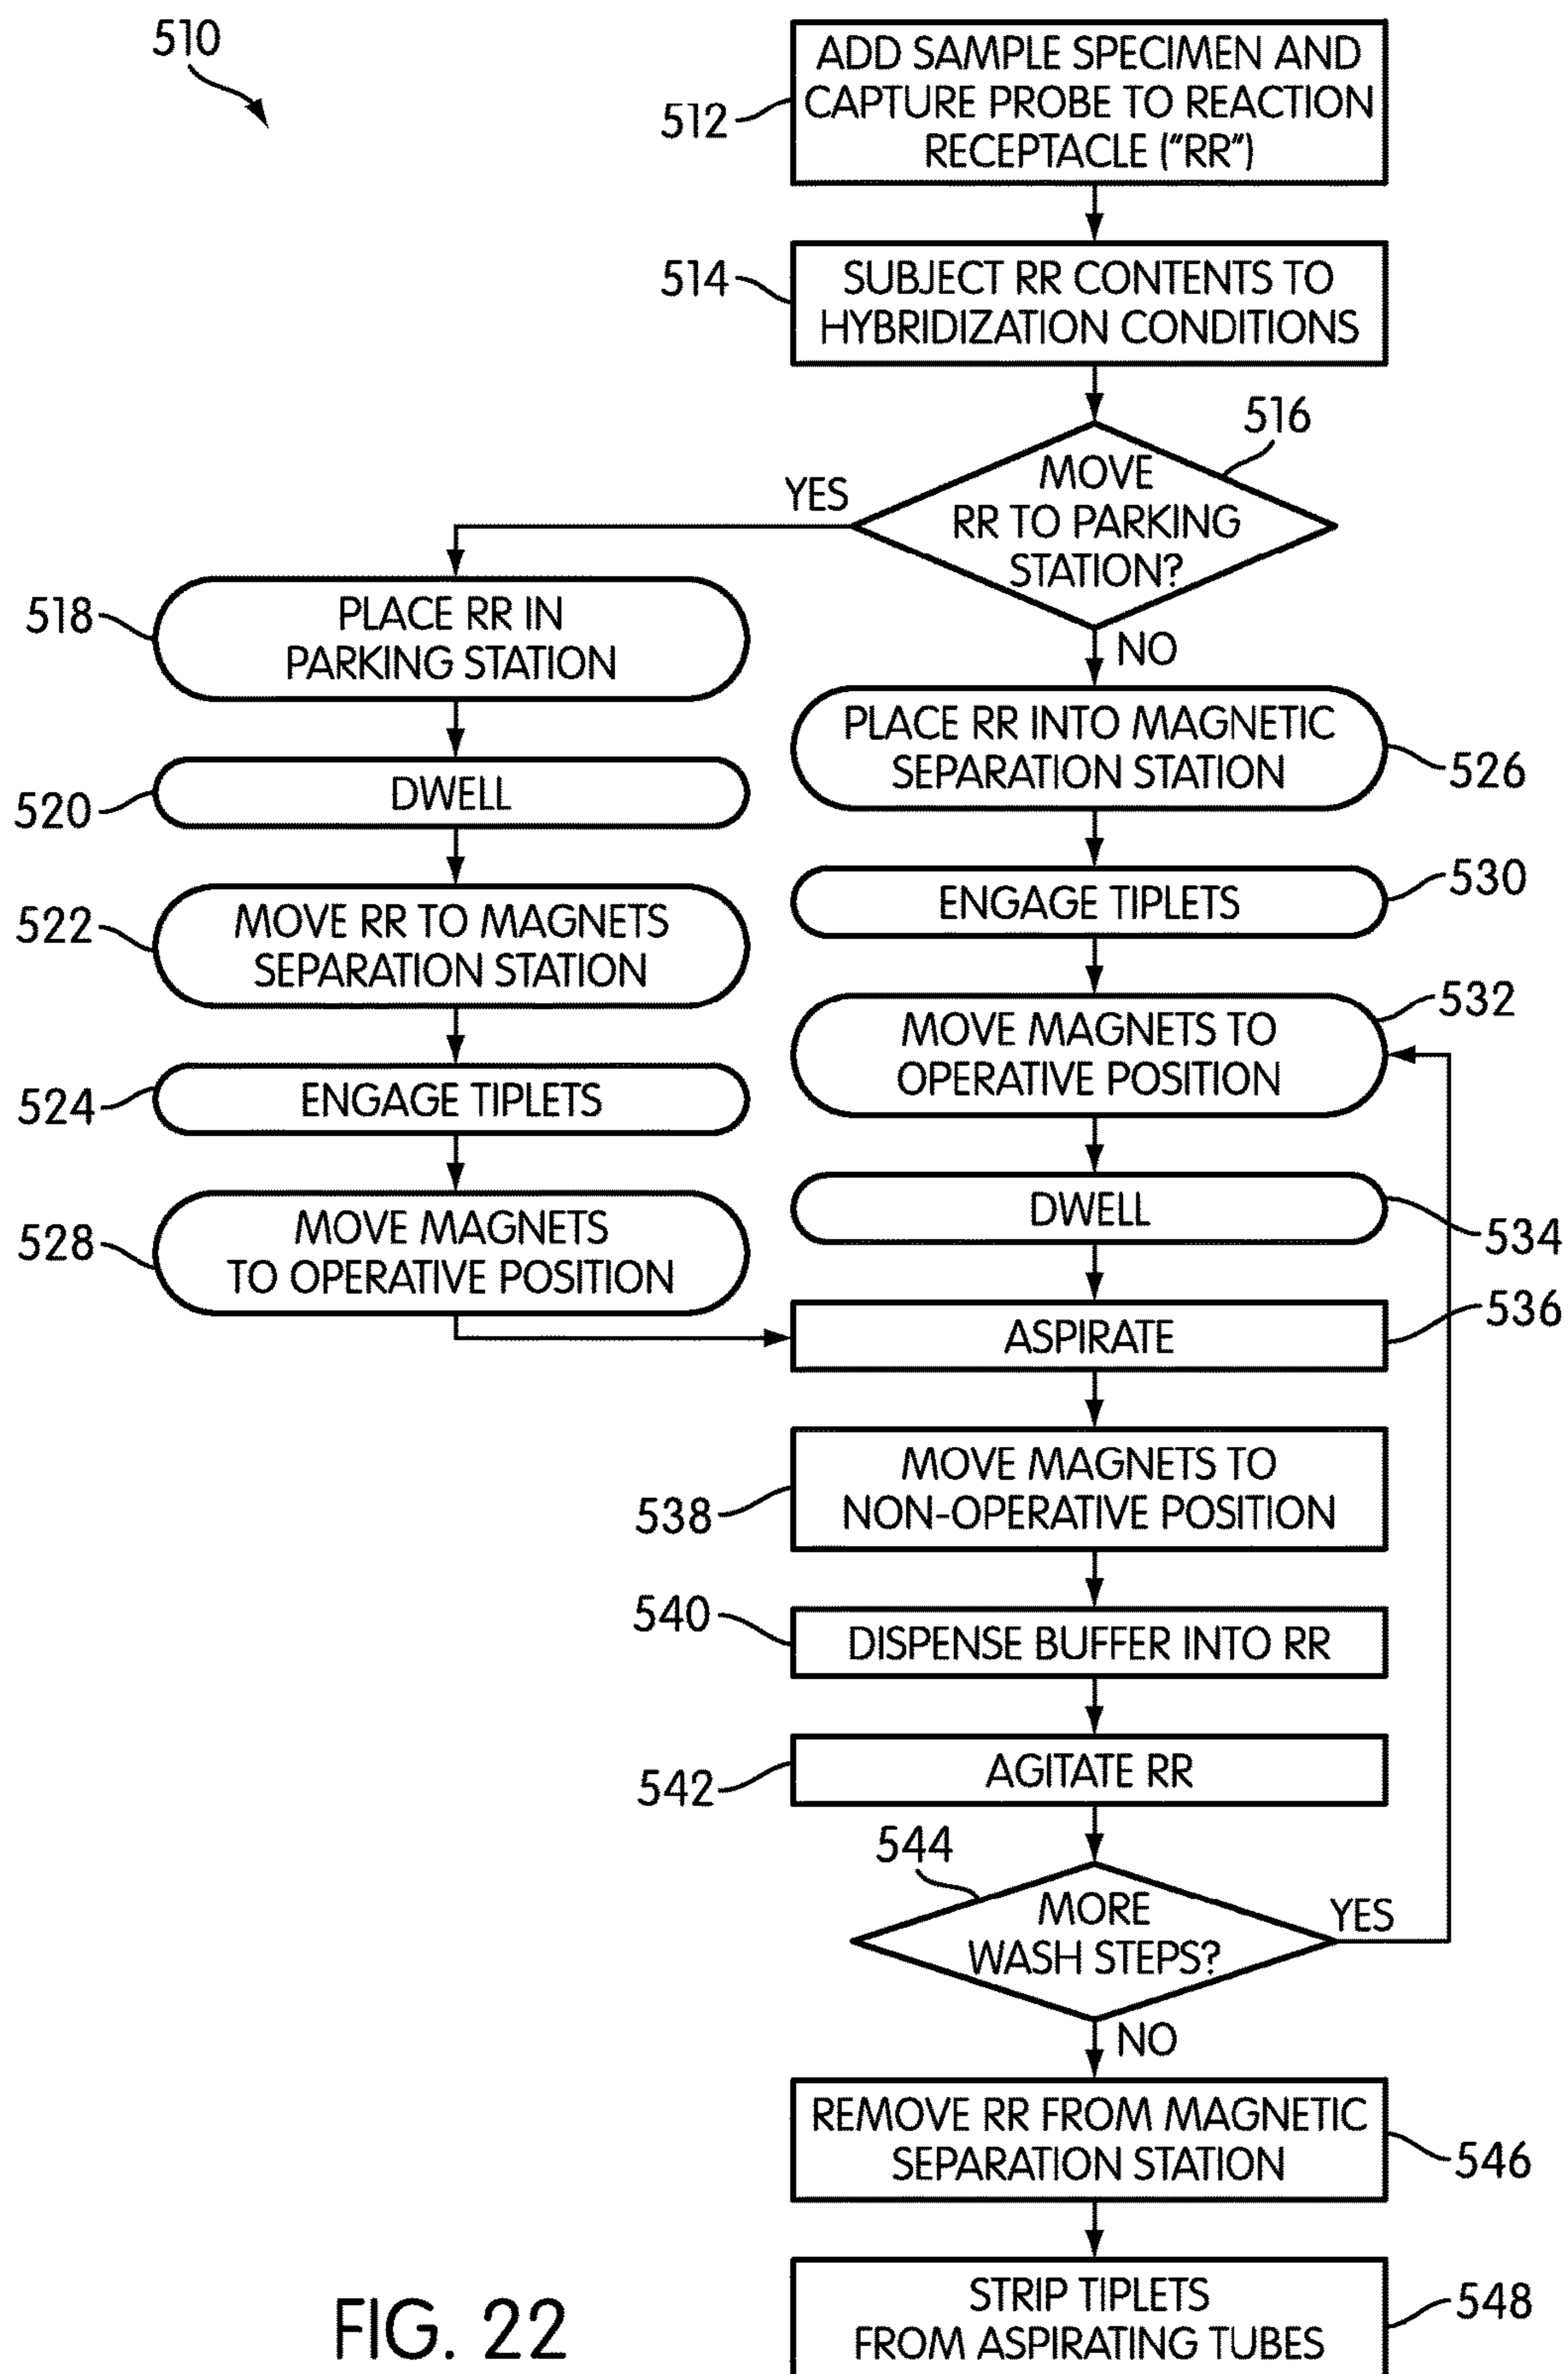 510
512
ADD SAMPLE SPECIMEN AND
CAPTURE PROBE TO REACTION
RECEPTACLE ("RR")
514
SUBJECT RR CONTENTS TO
HYBRIDIZATION CONDITIONS
516
MOVE
RR TO PARKING
STATION?
YES
NO
518
PLACE RR IN
PARKING STATION
520
DWELL
522
MOVE RR TO MAGNETS
SEPARATION STATION
524
ENGAGE TIPLETS
528
MOVE MAGNETS
TO OPERATIVE POSITION
PLACE RR INTO MAGNETIC
SEPARATION STATION
526
ENGAGE TIPLETS
530
MOVE MAGNETS TO
OPERATIVE POSITION
532
DWELL
534
ASPIRATE
536
MOVE MAGNETS TO
NON-OPERATIVE POSITION
538
540
DISPENSE BUFFER INTO RR
542
AGITATE RR
544
MORE
WASH STEPS?
YES
NO
REMOVE RR FROM MAGNETIC
SEPARATION STATION
546
STRIP TIPLETS
FROM ASPIRATING TUBES
548
FIG. 22